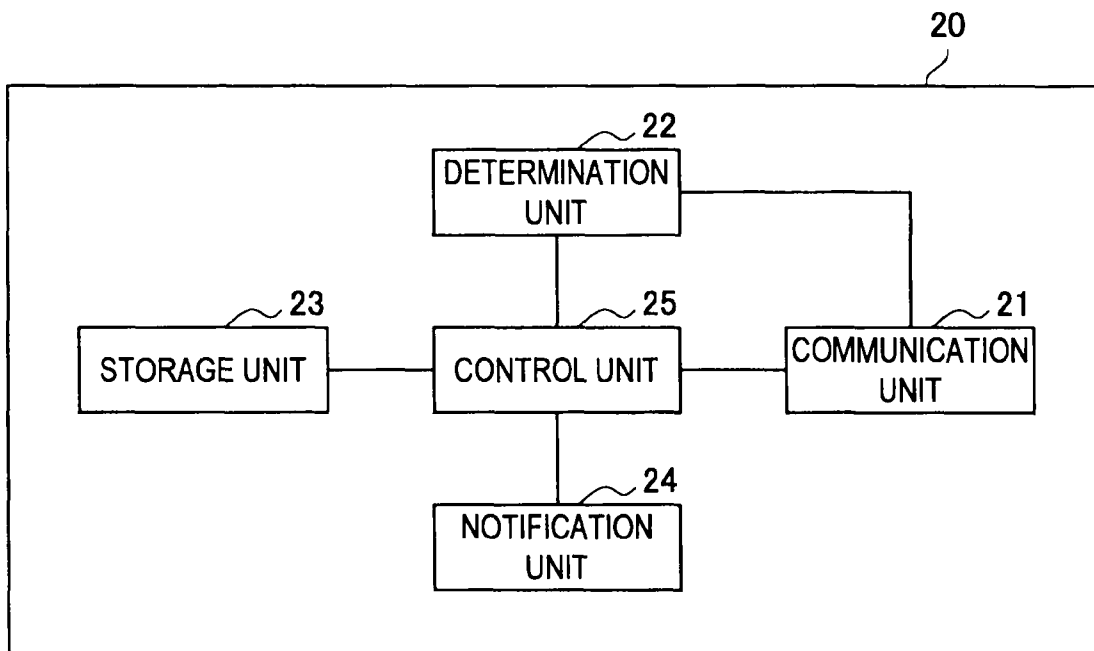 20
22
DETERMINATION
UNIT
23
25
21
STORAGE UNIT
CONTROL UNIT
COMMUNICATION
UNIT
24
NOTIFICATION
UNIT